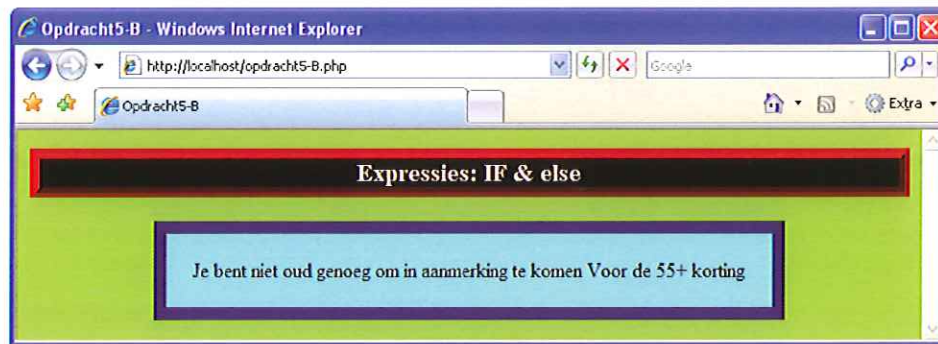 Opdracht5-B - Windows Internet Explorer
http://localhost/opdracht5-B.php
Google
Opdracht5-B
Extra
Expressies: IF & else
Je bent niet oud genoeg om in aanmerking te komen Voor de 55+ korting